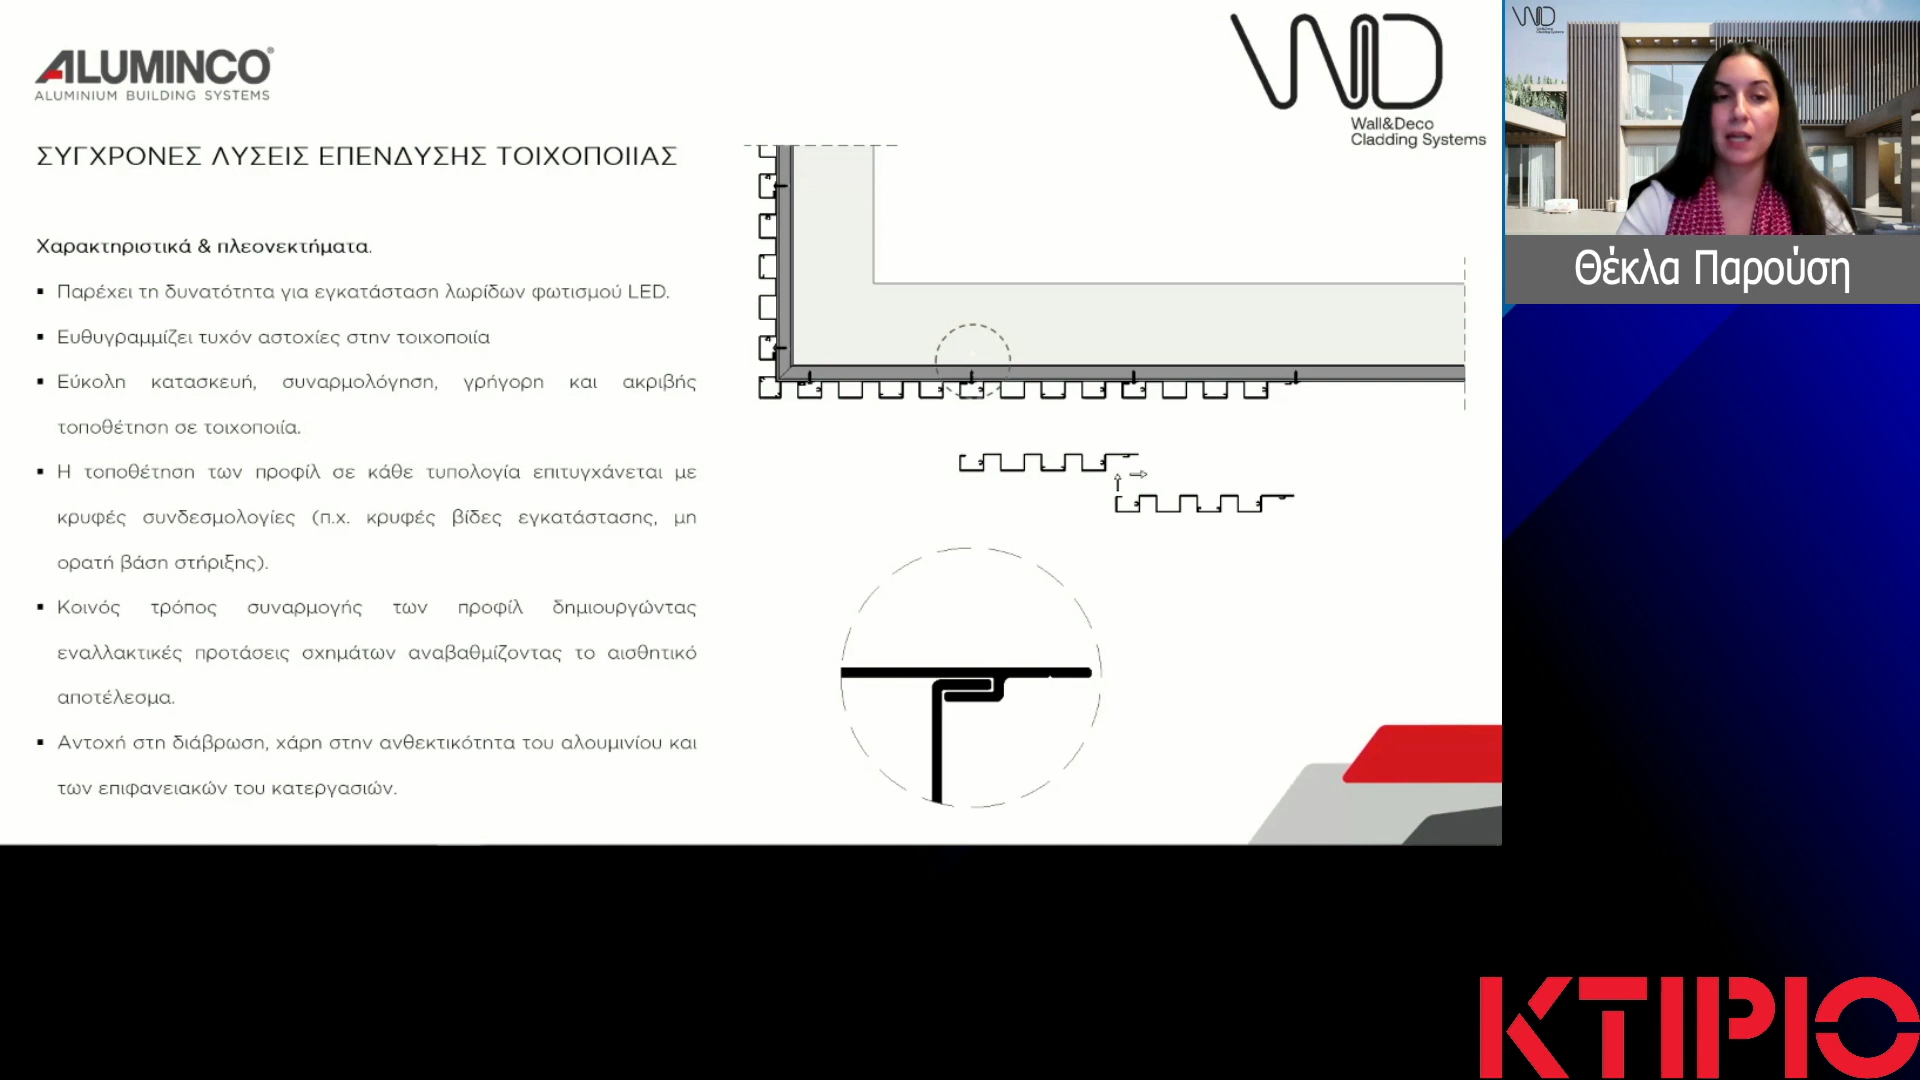 ALUMINCO®
ALUMINIUM BUILDING SYSTEMS
WD
Wall&Deco
Cladding Systems
ΣΥΓΧΡΟΝΕΣ ΛΥΣΕΙΣ ΕΠΕΝΔΥΣΗΣ ΤΟΙΧΟΠΟΙΙΑΣ
Χαρακτηριστικά & πλεονεκτήματα.
▪ Παρέχει τη δυνατότητα για εγκατάσταση λωρίδων φωτισμού LED.
▪ Ευθυγραμμίζει τυχόν αστοχίες στην τοιχοποιία
▪ Εύκολη κατασκευή, συναρμολόγηση, γρήγορη και ακριβής
τοποθέτηση σε τοιχοποιία.
▪ Η τοποθέτηση των προφίλ σε κάθε τυπολογία επιτυγχάνεται με
κρυφές συνδεσμολογίες (π.χ. κρυφές βίδες εγκατάστασης, μη
ορατή βάση στήριξης).
▪ Κοινός τρόπος συναρμογής των προφίλ δημιουργώντας
εναλλακτικές προτάσεις σχημάτων αναβαθμίζοντας το αισθητικό
αποτέλεσμα.
▪ Αντοχή στη διάβρωση, χάρη στην ανθεκτικότητα του αλουμινίου και
των επιφανειακών του κατεργασιών.
WD
Θέκλα Παρούση
ΚΤΙΡΙΟ